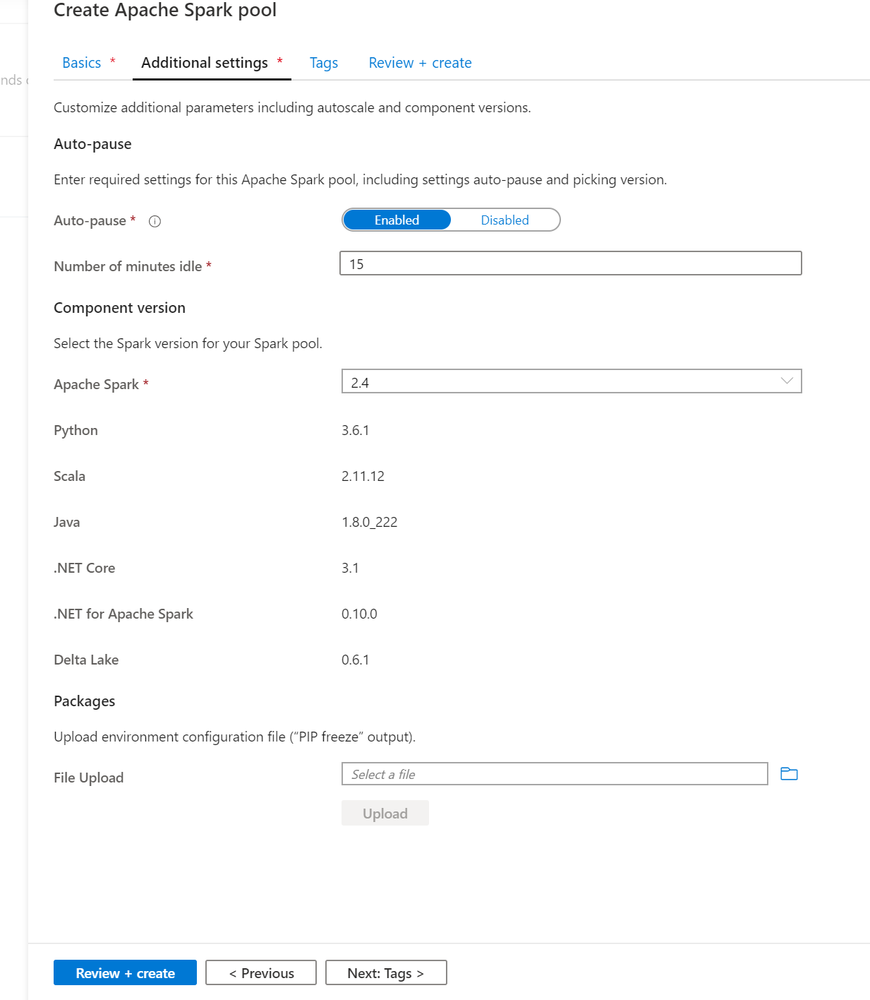 Create Apache Spark pool
Basics * Additional settings * Tags Review + create
nds
Customize additional parameters including autoscale and component versions.
Auto-pause
Enter required settings for this Apache Spark pool, including settings auto-pause and picking version.
Auto-pause * Enabled Disabled
Number of minutes idle * 15
Component version
Select the Spark version for your Spark pool.
Apache Spark * 2.4
Python 3.6.1
Scala 2.11.12
Java 1.8.0_222
.NET Core 3.1
.NET for Apache Spark 0.10.0
Delta Lake 0.6.1
Packages
Upload environment configuration file (“PIP freeze” output).
File Upload Select a file
Upload
Review + create < Previous Next: Tags >